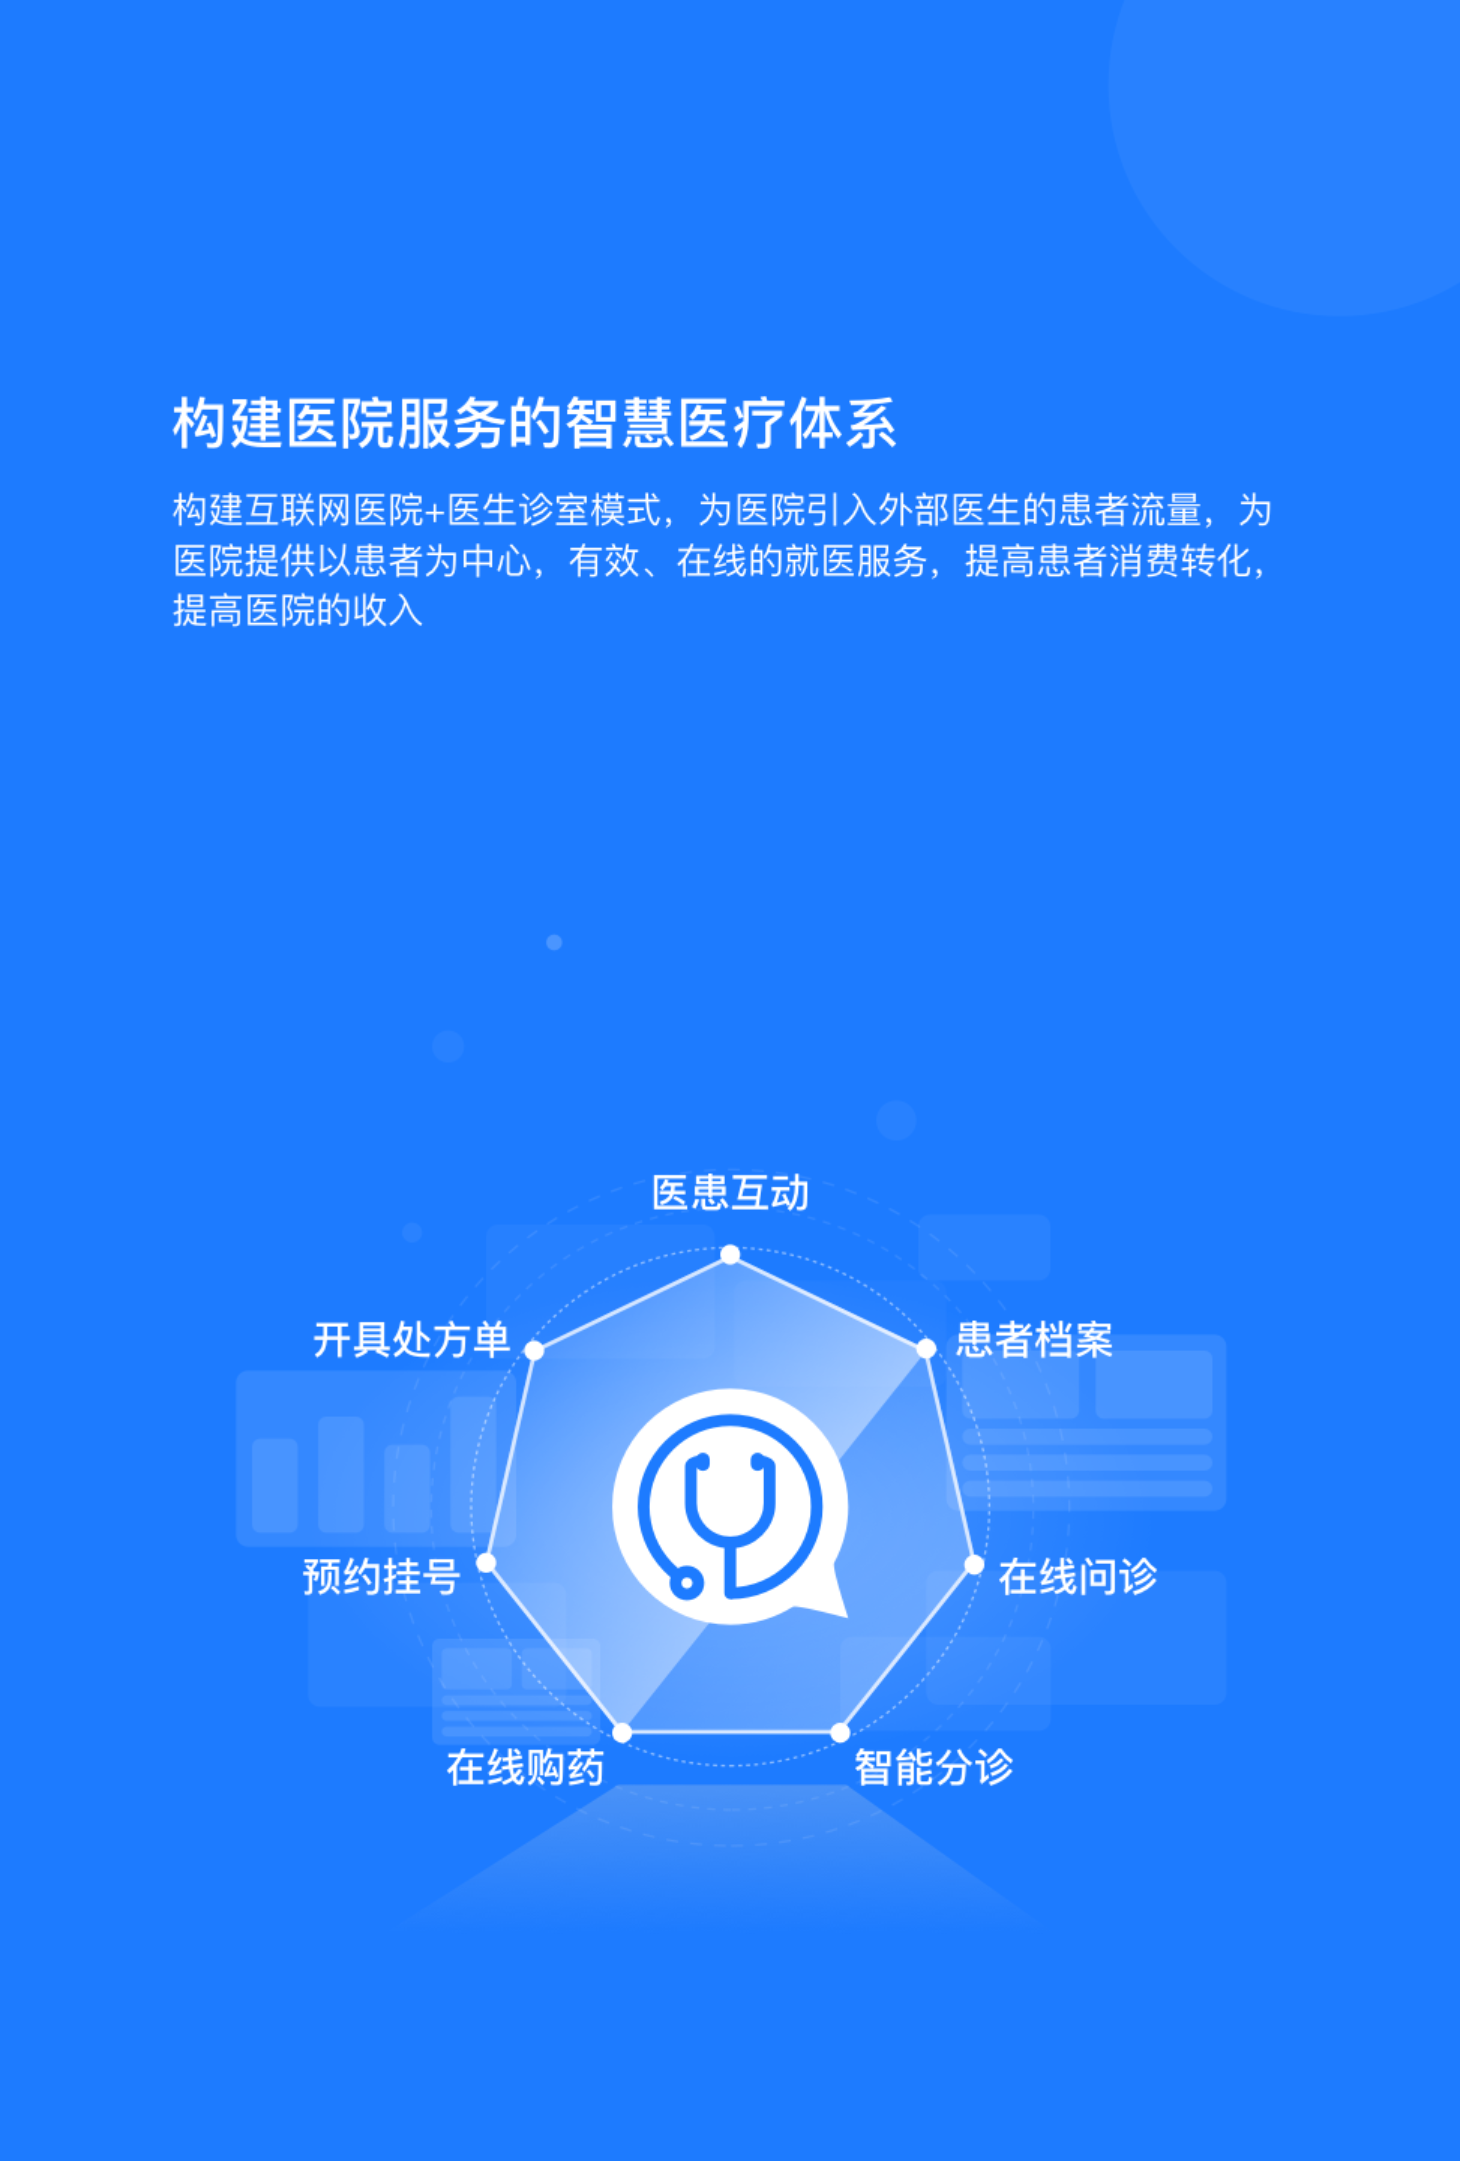 构建医院服务的智慧医疗体系
构建互联网医院+医生诊室模式，为医院引入外部医生的患者流量，为
医院提供以患者为中心，有效、在线的就医服务，提高患者消费转化，
提高医院的收入
医患互动
开具处方单
患者档案
预约挂号
在线问诊
在线购药
智能分诊